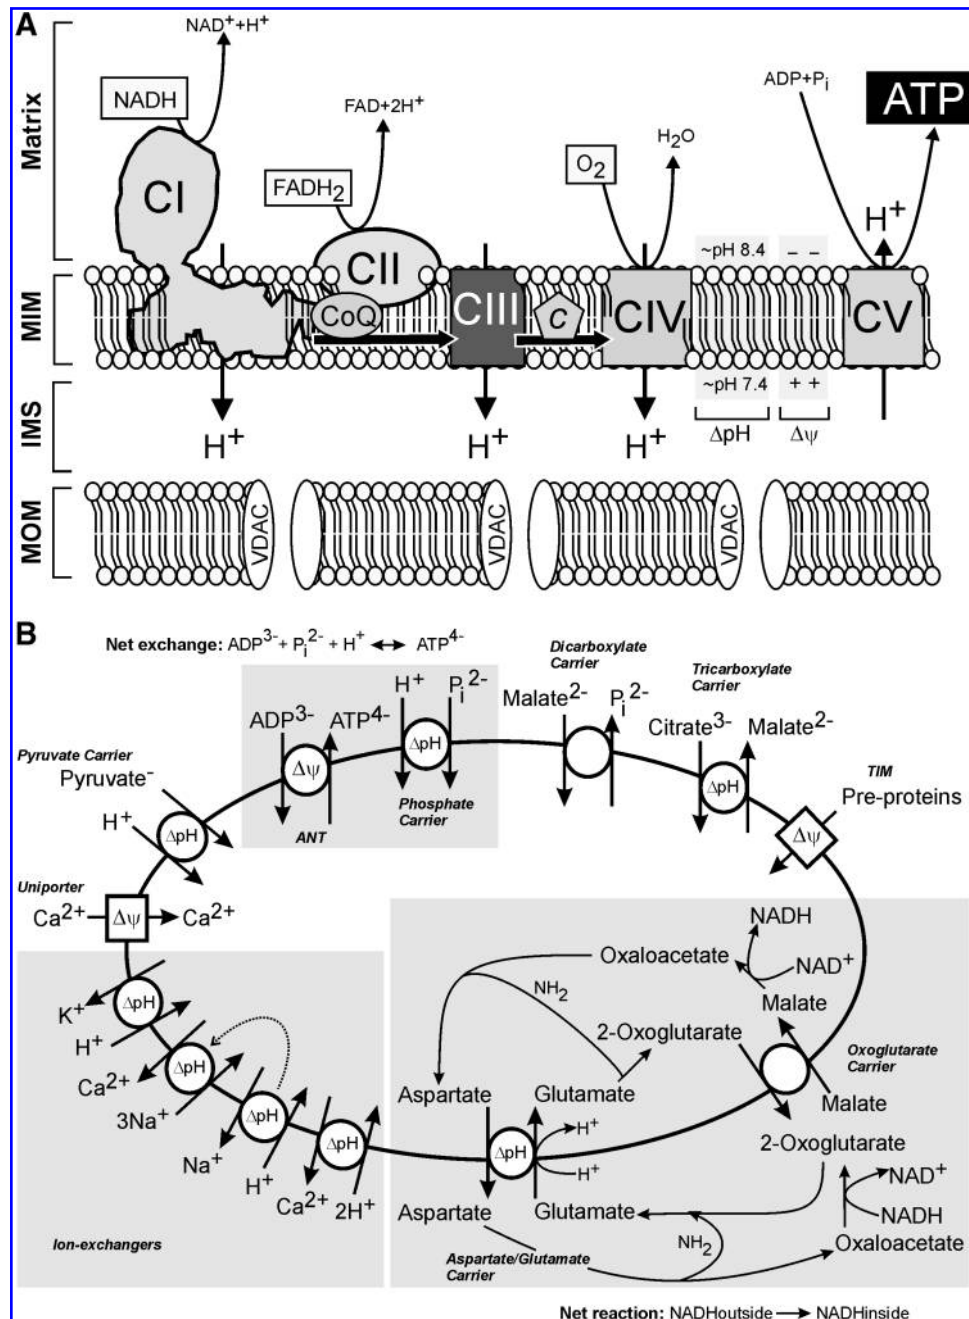 A
Matrix
MIM
IMS
MOM
NAD⁺+H⁺
NADH
CI
FAD+2H⁺
FADH₂
CII
CoQ
CIII
C
O₂
H₂O
CIV
~pH 8.4
– –
~pH 7.4
+ +
ΔpH
Δψ
ADP+Pᵢ
ATP
H⁺
CV
H⁺
H⁺
H⁺
VDAC
VDAC
VDAC
B
Net exchange: ADP³⁻ + Pᵢ²⁻ + H⁺ ↔ ATP⁴⁻
ADP³⁻
ATP⁴⁻
Δψ
ANT
H⁺
Pᵢ²⁻
ΔpH
Phosphate
Carrier
Dicarboxylate
Carrier
Malate²⁻
Pᵢ²⁻
Tricarboxylate
Carrier
Citrate³⁻
Malate²⁻
ΔpH
TIM
Pre-proteins
Δψ
Pyruvate Carrier
Pyruvate⁻
H⁺
ΔpH
Uniporter
Ca²⁺
Δψ
Ca²⁺
K⁺
H⁺
ΔpH
Ca²⁺
3Na⁺
ΔpH
Na⁺
H⁺
ΔpH
Ca²⁺
2H⁺
ΔpH
Ion-exchangers
NADH
NAD⁺
Oxaloacetate
Malate
NH₂
2-Oxoglutarate
Oxoglutarate
Carrier
Aspartate
Glutamate
Malate
H⁺
ΔpH
H⁺
2-Oxoglutarate
NAD⁺
Aspartate
Glutamate
NADH
NH₂
Oxaloacetate
Aspartate/Glutamate
Carrier
Net reaction: NADHoutside → NADHinside